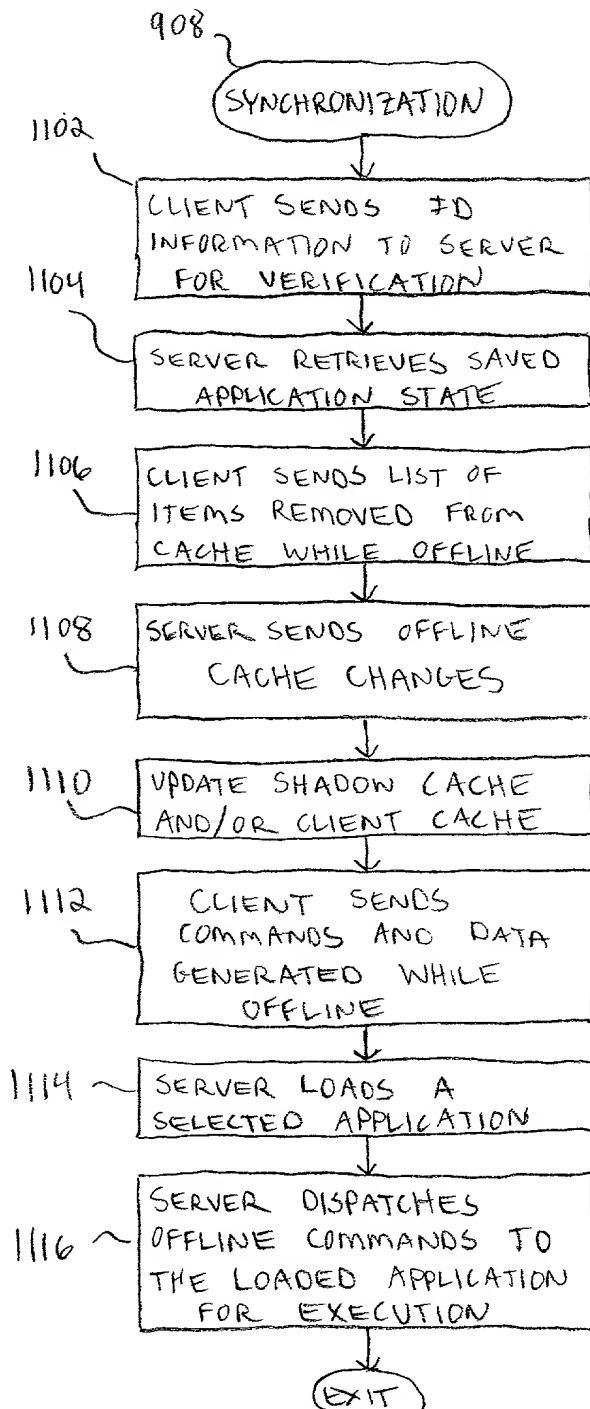 908
SYNCHRONIZATION
1102
CLIENT SENDS ID
INFORMATION TO SERVER
FOR VERIFICATION
1104
SERVER RETRIEVES SAVED
APPLICATION STATE
1106
CLIENT SENDS LIST OF
ITEMS REMOVED FROM
CACHE WHILE OFFLINE
1108
SERVER SENDS OFFLINE
CACHE CHANGES
1110
UPDATE SHADOW CACHE
AND/OR CLIENT CACHE
1112
CLIENT SENDS
COMMANDS AND DATA
GENERATED WHILE
OFFLINE
1114
SERVER LOADS A
SELECTED APPLICATION
1116
SERVER DISPATCHES
OFFLINE COMMANDS TO
THE LOADED APPLICATION
FOR EXECUTION
EXIT